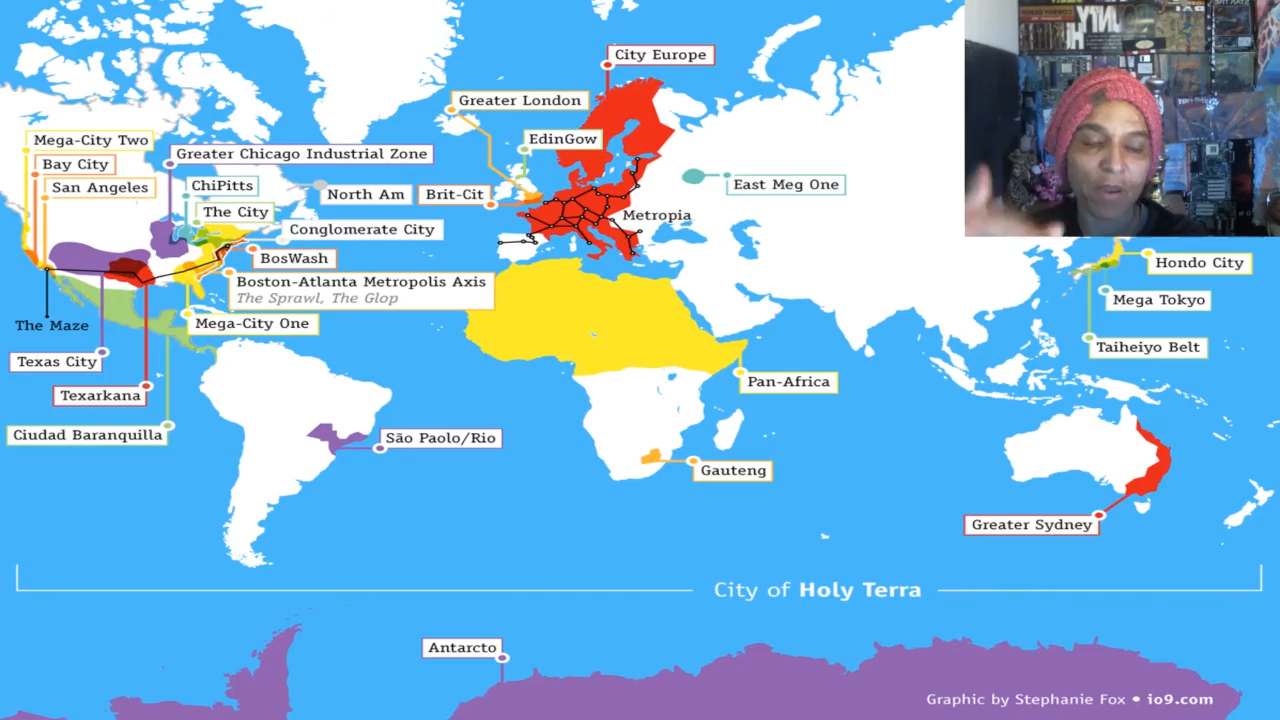 City Europe
Greater London
EdinGow
Mega-City Two
Greater Chicago Industrial Zone
Bay City
San Angeles
ChiPitts
North Am
Brit-Cit
East Meg One
The City
Metropia
Conglomerate City
BosWash
Hondo City
Boston-Atlanta Metropolis Axis
The Sprawl, The Glop
Mega Tokyo
The Maze
Mega-City One
Taiheiyo Belt
Texas City
Pan-Africa
Texarkana
Ciudad Baranquilla
São Paolo/Rio
Gauteng
Greater Sydney
City of Holy Terra
Antarcto
Graphic by Stephanie Fox • io9.com